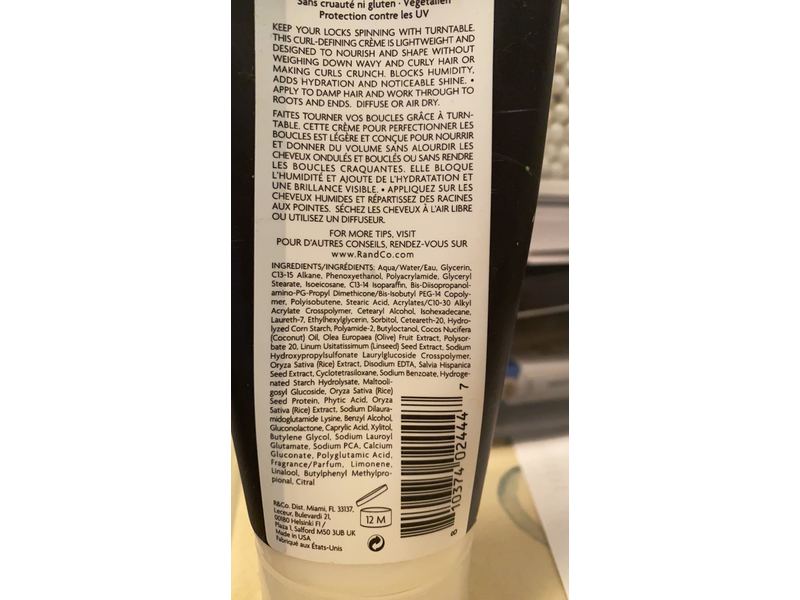 Sans cruauté ni gluten · Végétalien
Protection contre les UV
KEEP YOUR LOCKS SPINNING WITH TURNTABLE.
THIS CURL-DEFINING CRÈME IS LIGHTWEIGHT AND
DESIGNED TO NOURISH AND SHAPE WITHOUT
WEIGHING DOWN WAVY AND CURLY HAIR OR
MAKING CURLS CRUNCH. BLOCKS HUMIDITY,
ADDS HYDRATION AND NOTICEABLE SHINE. •
APPLY TO DAMP HAIR AND WORK THROUGH TO
ROOTS AND ENDS. DIFFUSE OR AIR DRY.
FAITES TOURNER VOS BOUCLES GRÂCE À TURN-
TABLE. CETTE CRÈME POUR PERFECTIONNER LES
BOUCLES EST LÉGÈRE ET CONÇUE POUR NOURRIR
ET DONNER DU VOLUME SANS ALOURDIR LES
CHEVEUX ONDULÉS ET BOUCLÉS OU SANS RENDRE
LES BOUCLES CRAQUANTES. ELLE BLOQUE
L'HUMIDITÉ ET AJOUTE DE L'HYDRATATION ET
UNE BRILLANCE VISIBLE. • APPLIQUEZ SUR LES
CHEVEUX HUMIDES ET RÉPARTISSEZ DES RACINES
AUX POINTES. SÉCHEZ LES CHEVEUX À L'AIR LIBRE
OU UTILISEZ UN DIFFUSEUR.
FOR MORE TIPS, VISIT
POUR D'AUTRES CONSEILS, RENDEZ-VOUS SUR
www.RandCo.com
INGREDIENTS/INGRÉDIENTS: Aqua/Water/Eau, Glycerin,
C13-15 Alkane, Phenoxyethanol, Polyacrylamide, Glyceryl
Stearate, Isoeicosane, C13-14 Isoparaffin, Bis-Diisopropanol-
amino-PG-Propyl Dimethicone/Bis-Isobutyl PEG-14 Copoly-
mer, Polyisobutene, Stearic Acid, Acrylates/C10-30 Alkyl
Acrylate Crosspolymer, Cetearyl Alcohol, Isohexadecane,
Laureth-7, Ethylhexylglycerin, Sorbitol, Ceteareth-20, Hydro-
lyzed Corn Starch, Polyamide-2, Butyloctanol, Cocos Nucifera
(Coconut) Oil, Olea Europaea (Olive) Fruit Extract, Polysor-
bate 20, Linum Usitatissimum (Linseed) Seed Extract, Sodium
Hydroxypropylsulfonate Laurylglucoside Crosspolymer,
Oryza Sativa (Rice) Extract, Disodium EDTA, Salvia Hispanica
Seed Extract, Cyclotetrasiloxane, Sodium Benzoate, Hydroge-
nated Starch Hydrolysate, Maltooli-
gosyl Glucoside, Oryza Sativa (Rice)
Seed Protein, Phytic Acid, Oryza
Sativa (Rice) Extract, Sodium Dilaura-
midoglutamide Lysine, Benzyl Alcohol,
Gluconolactone, Caprylic Acid, Xylitol,
Butylene Glycol, Sodium Lauroyl
Glutamate, Sodium PCA, Calcium
Gluconate, Polyglutamic Acid,
Fragrance/Parfum, Limonene,
Linalool, Butylphenyl Methylpro-
pional, Citral
8 10374 02444 7
R&Co. Dist. Miami, FL 33137,
Leceur, Bulevardi 21,
00180 Helsinki FI /
Plaza 1, Salford M50 3UB UK
Made in USA
Fabriqué aux États-Unis
12 M